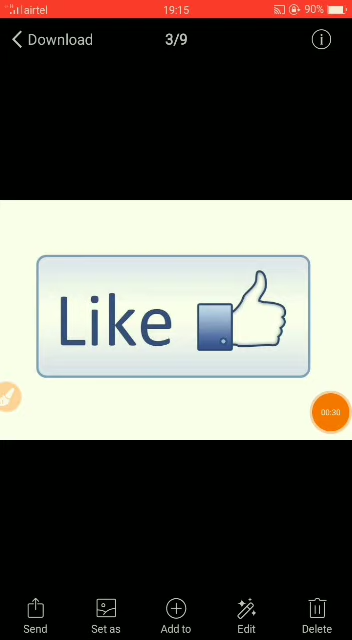 airtel 19:15 90%
Download 3/9
Like
00:30
Send Set as Add to Edit Delete